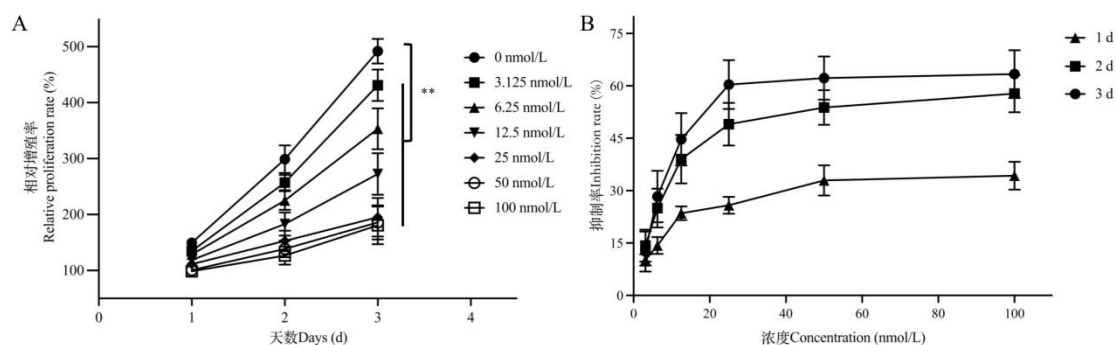 A
500
400
300
200
100
0
1
2
3
4
相对增殖率
Relative proliferation rate (%)
天数Days (d)
**
0 nmol/L
3.125 nmol/L
6.25 nmol/L
12.5 nmol/L
25 nmol/L
50 nmol/L
100 nmol/L
B
75
60
45
30
15
0.0
0
20
40
60
80
100
抑制率Inhibition rate (%)
浓度Concentration (nmol/L)
1 d
2 d
3 d